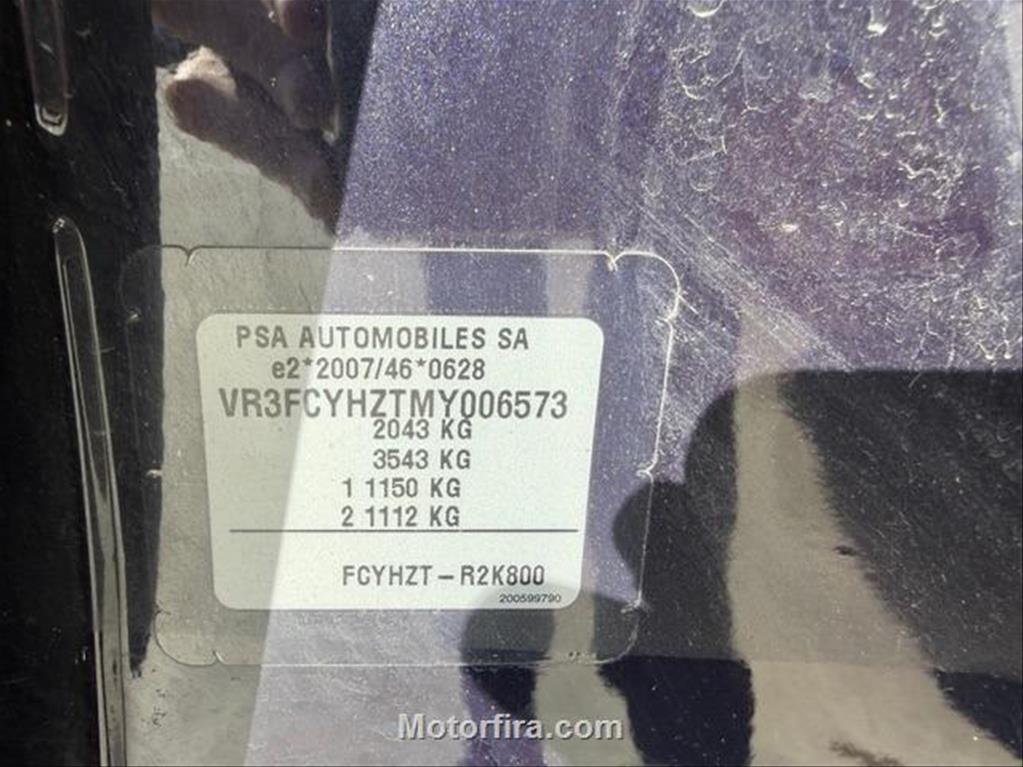 PSA AUTOMOBILES SA
e2*2007/46*0628
VR3FCYHZTMY006573
2043 KG
3543 KG
1 1150 KG
2 1112 KG
FCYHZT-R2K800
200599790
Motorfira.com